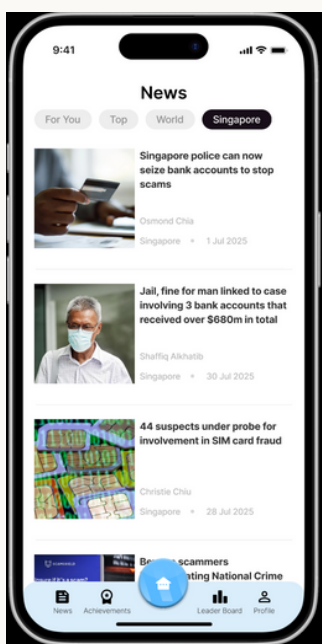 9:41
News
For You Top World Singapore
Singapore police can now
seize bank accounts to stop
scams
Osmond Chia
Singapore • 1 Jul 2025
Jail, fine for man linked to case
involving 3 bank accounts that
received over $680m in total
Shaffiq Alkhatib
Singapore • 30 Jul 2025
44 suspects under probe for
involvement in SIM card fraud
Christie Chiu
Singapore • 28 Jul 2025
scammers
ating National Crime
News Achievements Leader Board Profile